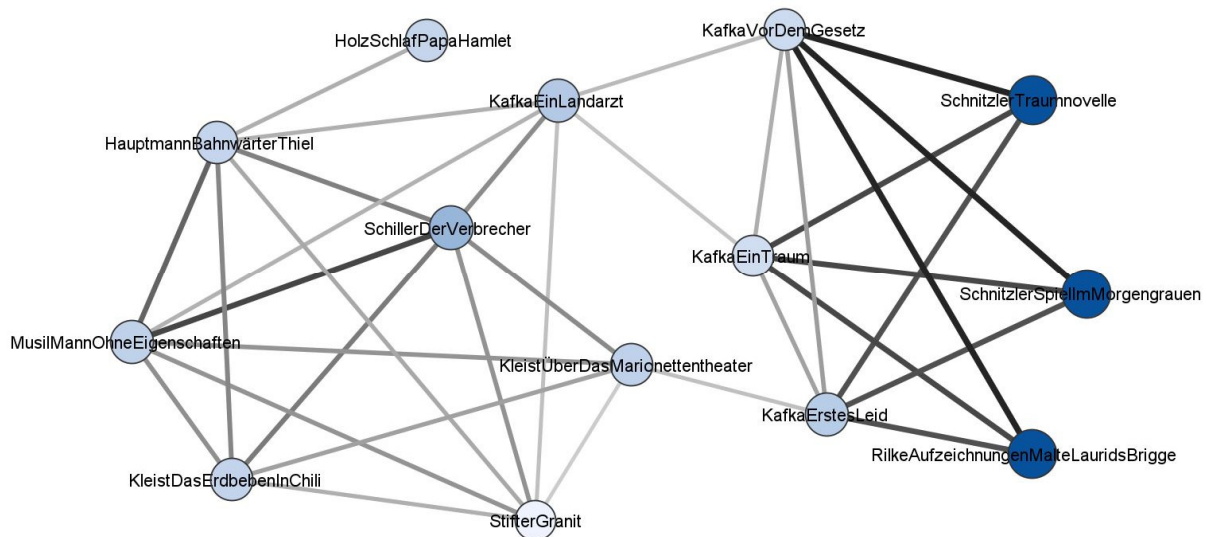 KafkaVorDemGesetz
HolzSchlafPapaHamlet
SchnitzlerTraumnovelle
KafkaEinLandarzt
HauptmannBahnwärterThiel
SchillerDerVerbrecher
KafkaEinTraum
SchnitzlerSpielImMorgengrauen
MusilMannOhneEigenschaften
KleistÜberDasMarionettentheater
KafkaErstesLeid
RilkeAufzeichnungenMalteLauridsBrigge
KleistDasErdbebenInChili
StifterGranit